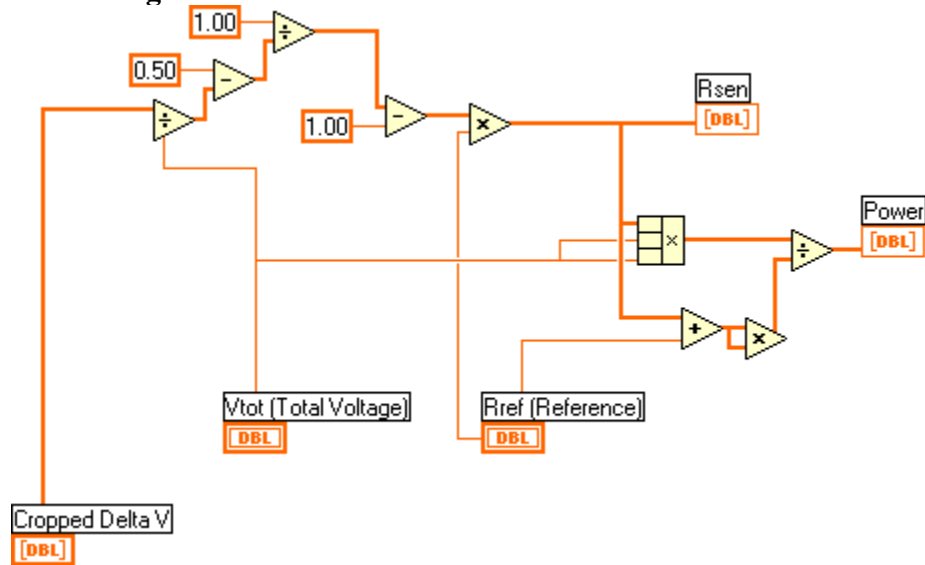 1.00
÷
0.50
−
÷
1.00
−
×
Rsen
[DBL]
×
Power
[DBL]
÷
+
×
Vtot (Total Voltage)
DBL
Rref (Reference)
DBL
Cropped Delta V
[DBL]